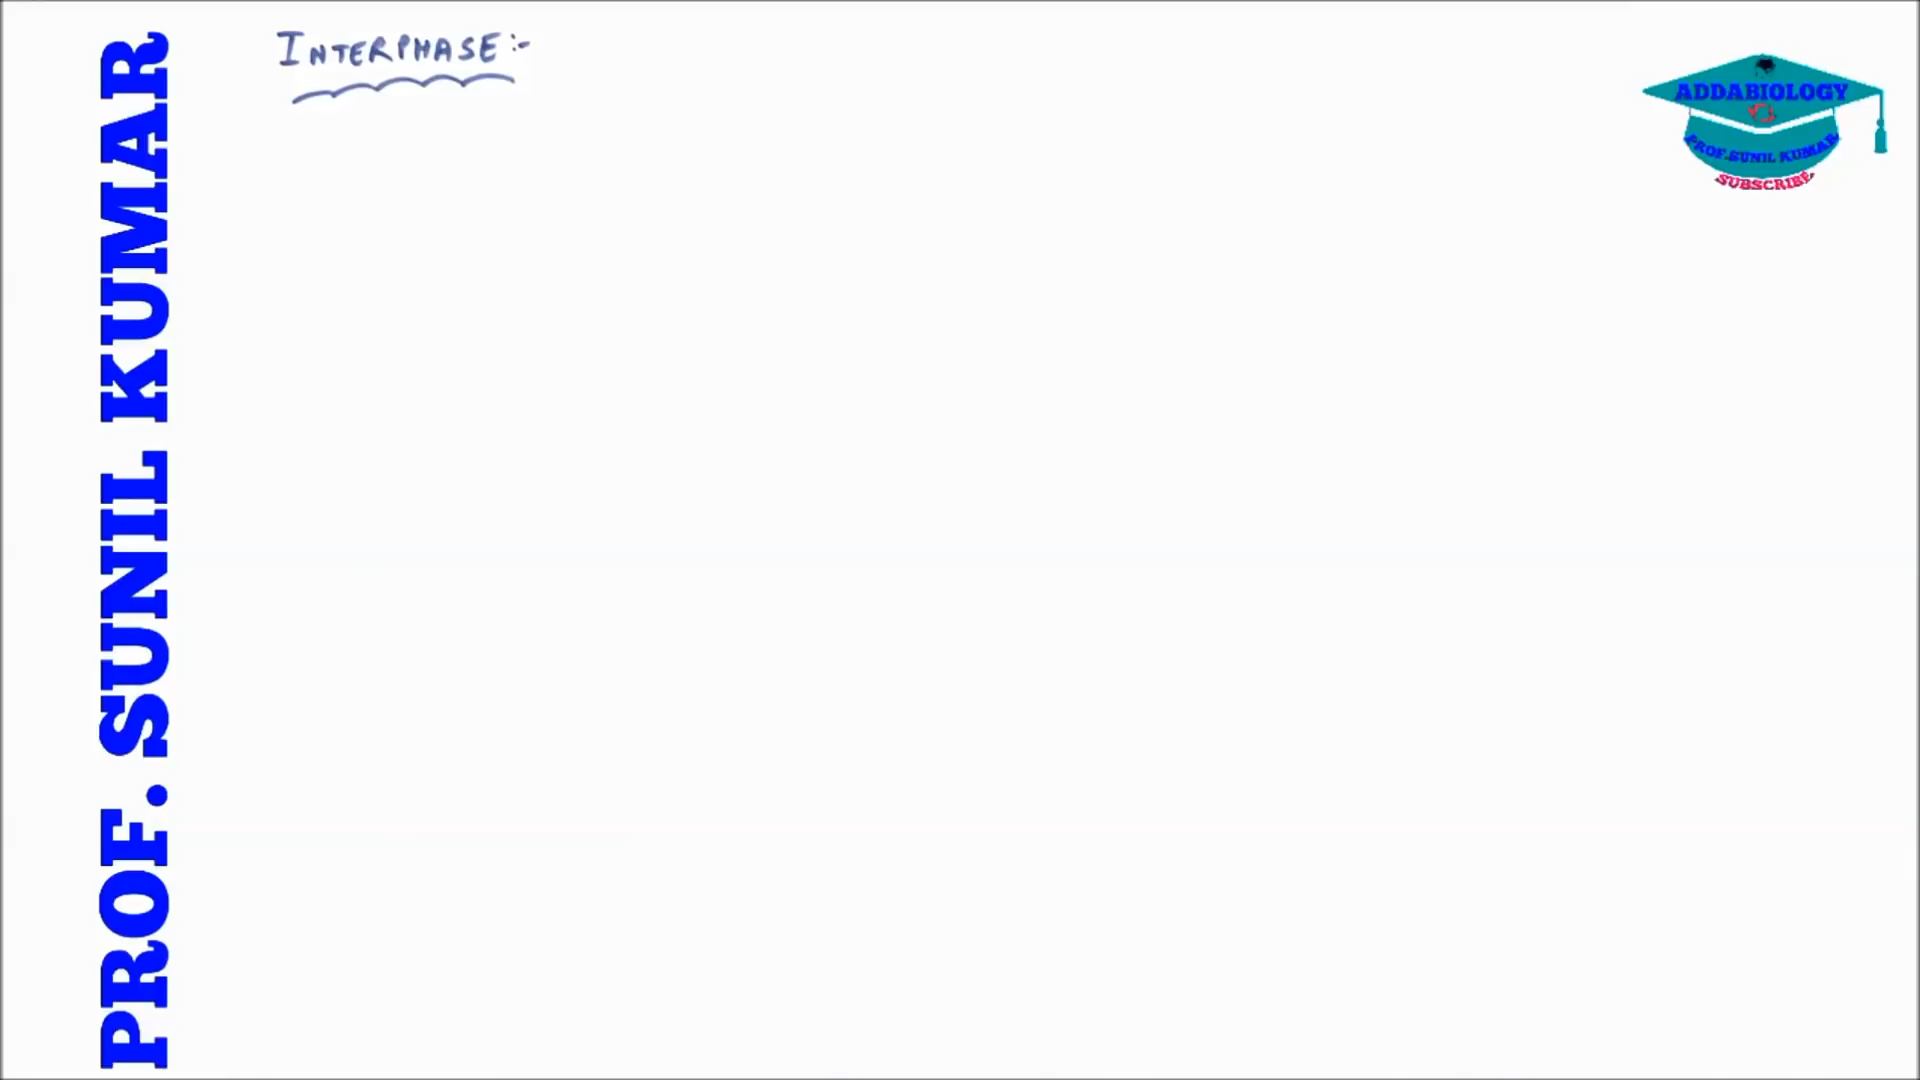 INTERPHASE:-
PROF. SUNIL KUMAR
ADDABIOLOGY
PROF.SUNIL KUMAR
SUBSCRIBE